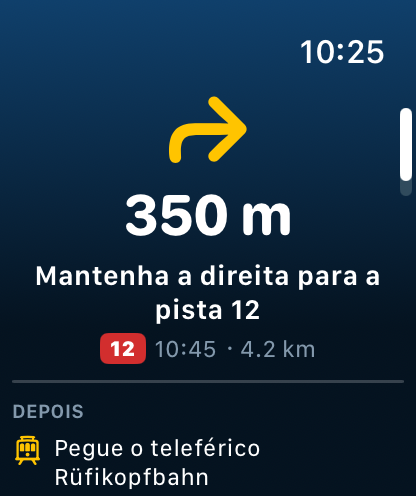 10:25
350 m
Mantenha a direita para a
pista 12
12 10:45 · 4.2 km
DEPOIS
Pegue o teleférico
Rüfikopfbahn